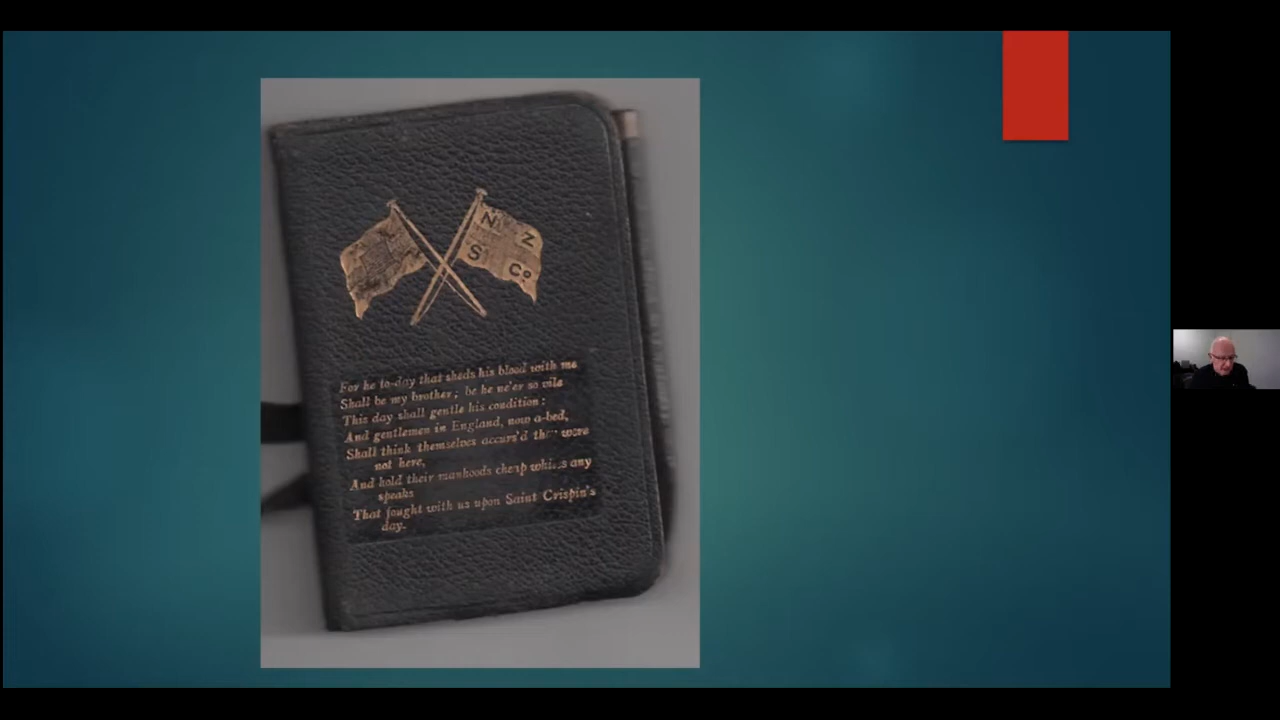 N Z
S Co
For he to-day that sheds his blood with me
Shall be my brother; be he ne'er so vile
This day shall gentle his condition:
And gentlemen in England, now a-bed,
Shall think themselves accurs'd they were
not here,
And hold their manhoods cheap whiles any
speaks
That fought with us upon Saint Crispin's
day.